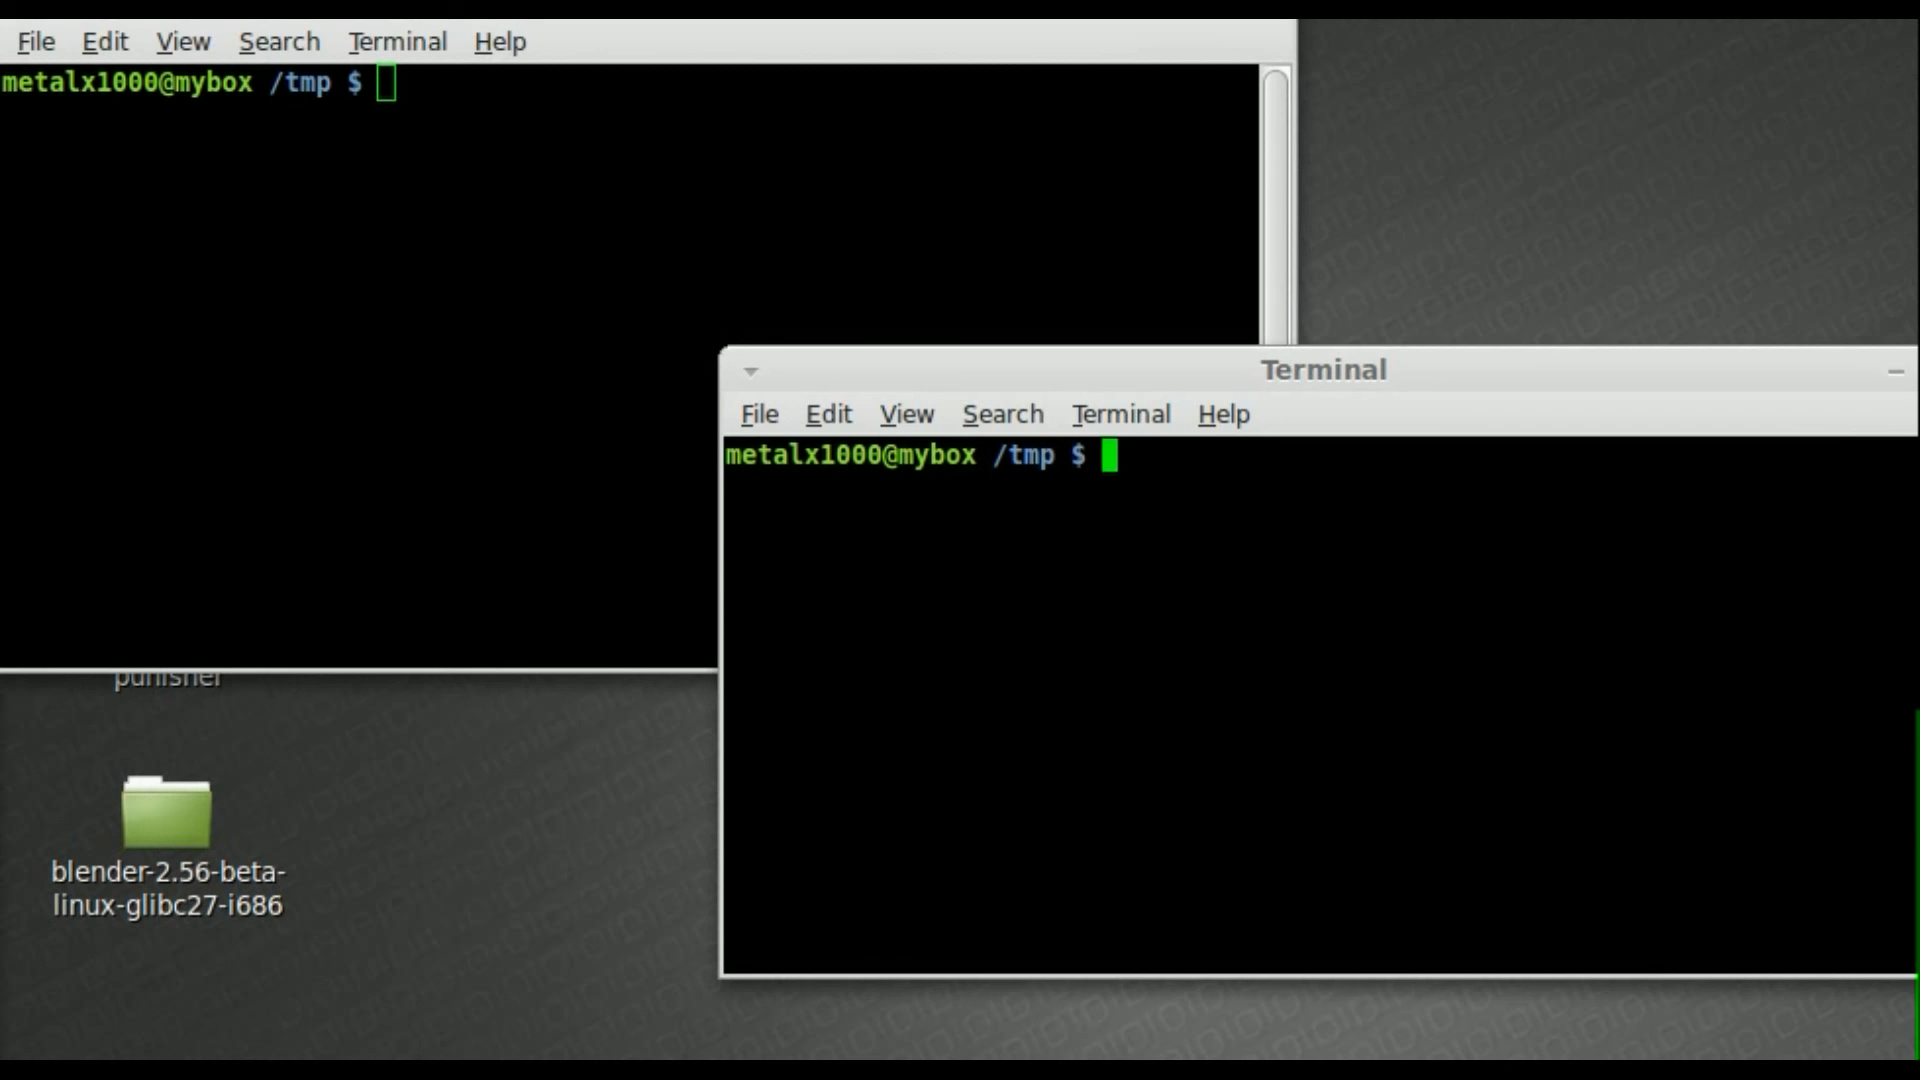 File Edit View Search Terminal Help
metalx1000@mybox /tmp $
Terminal
File Edit View Search Terminal Help
metalx1000@mybox /tmp $
punisher
blender-2.56-beta-
linux-glibc27-i686